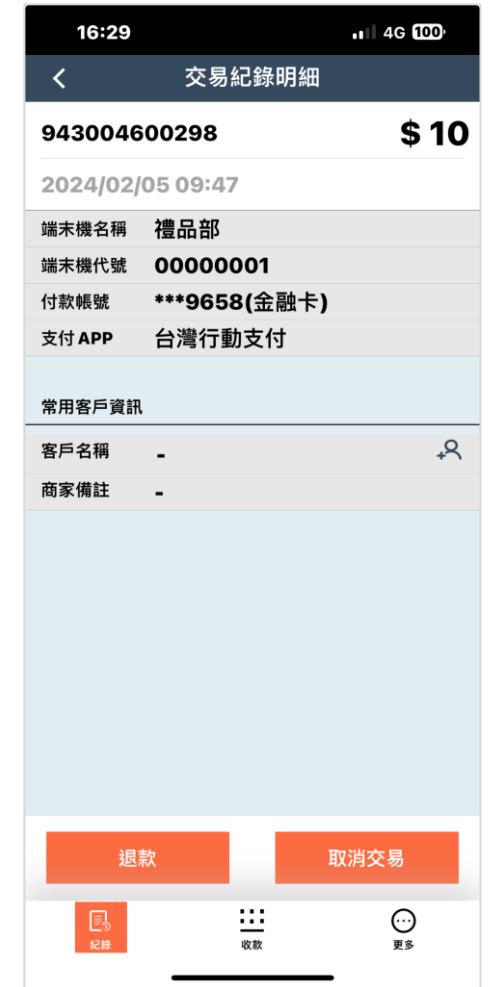 16:29 4G 100
交易紀錄明細
943004600298 $ 10
2024/02/05 09:47
端末機名稱 禮品部
端末機代號 00000001
付款帳號 ***9658(金融卡)
支付 APP 台灣行動支付
常用客戶資訊
客戶名稱 -
商家備註 -
退款 取消交易
紀錄 收款 更多